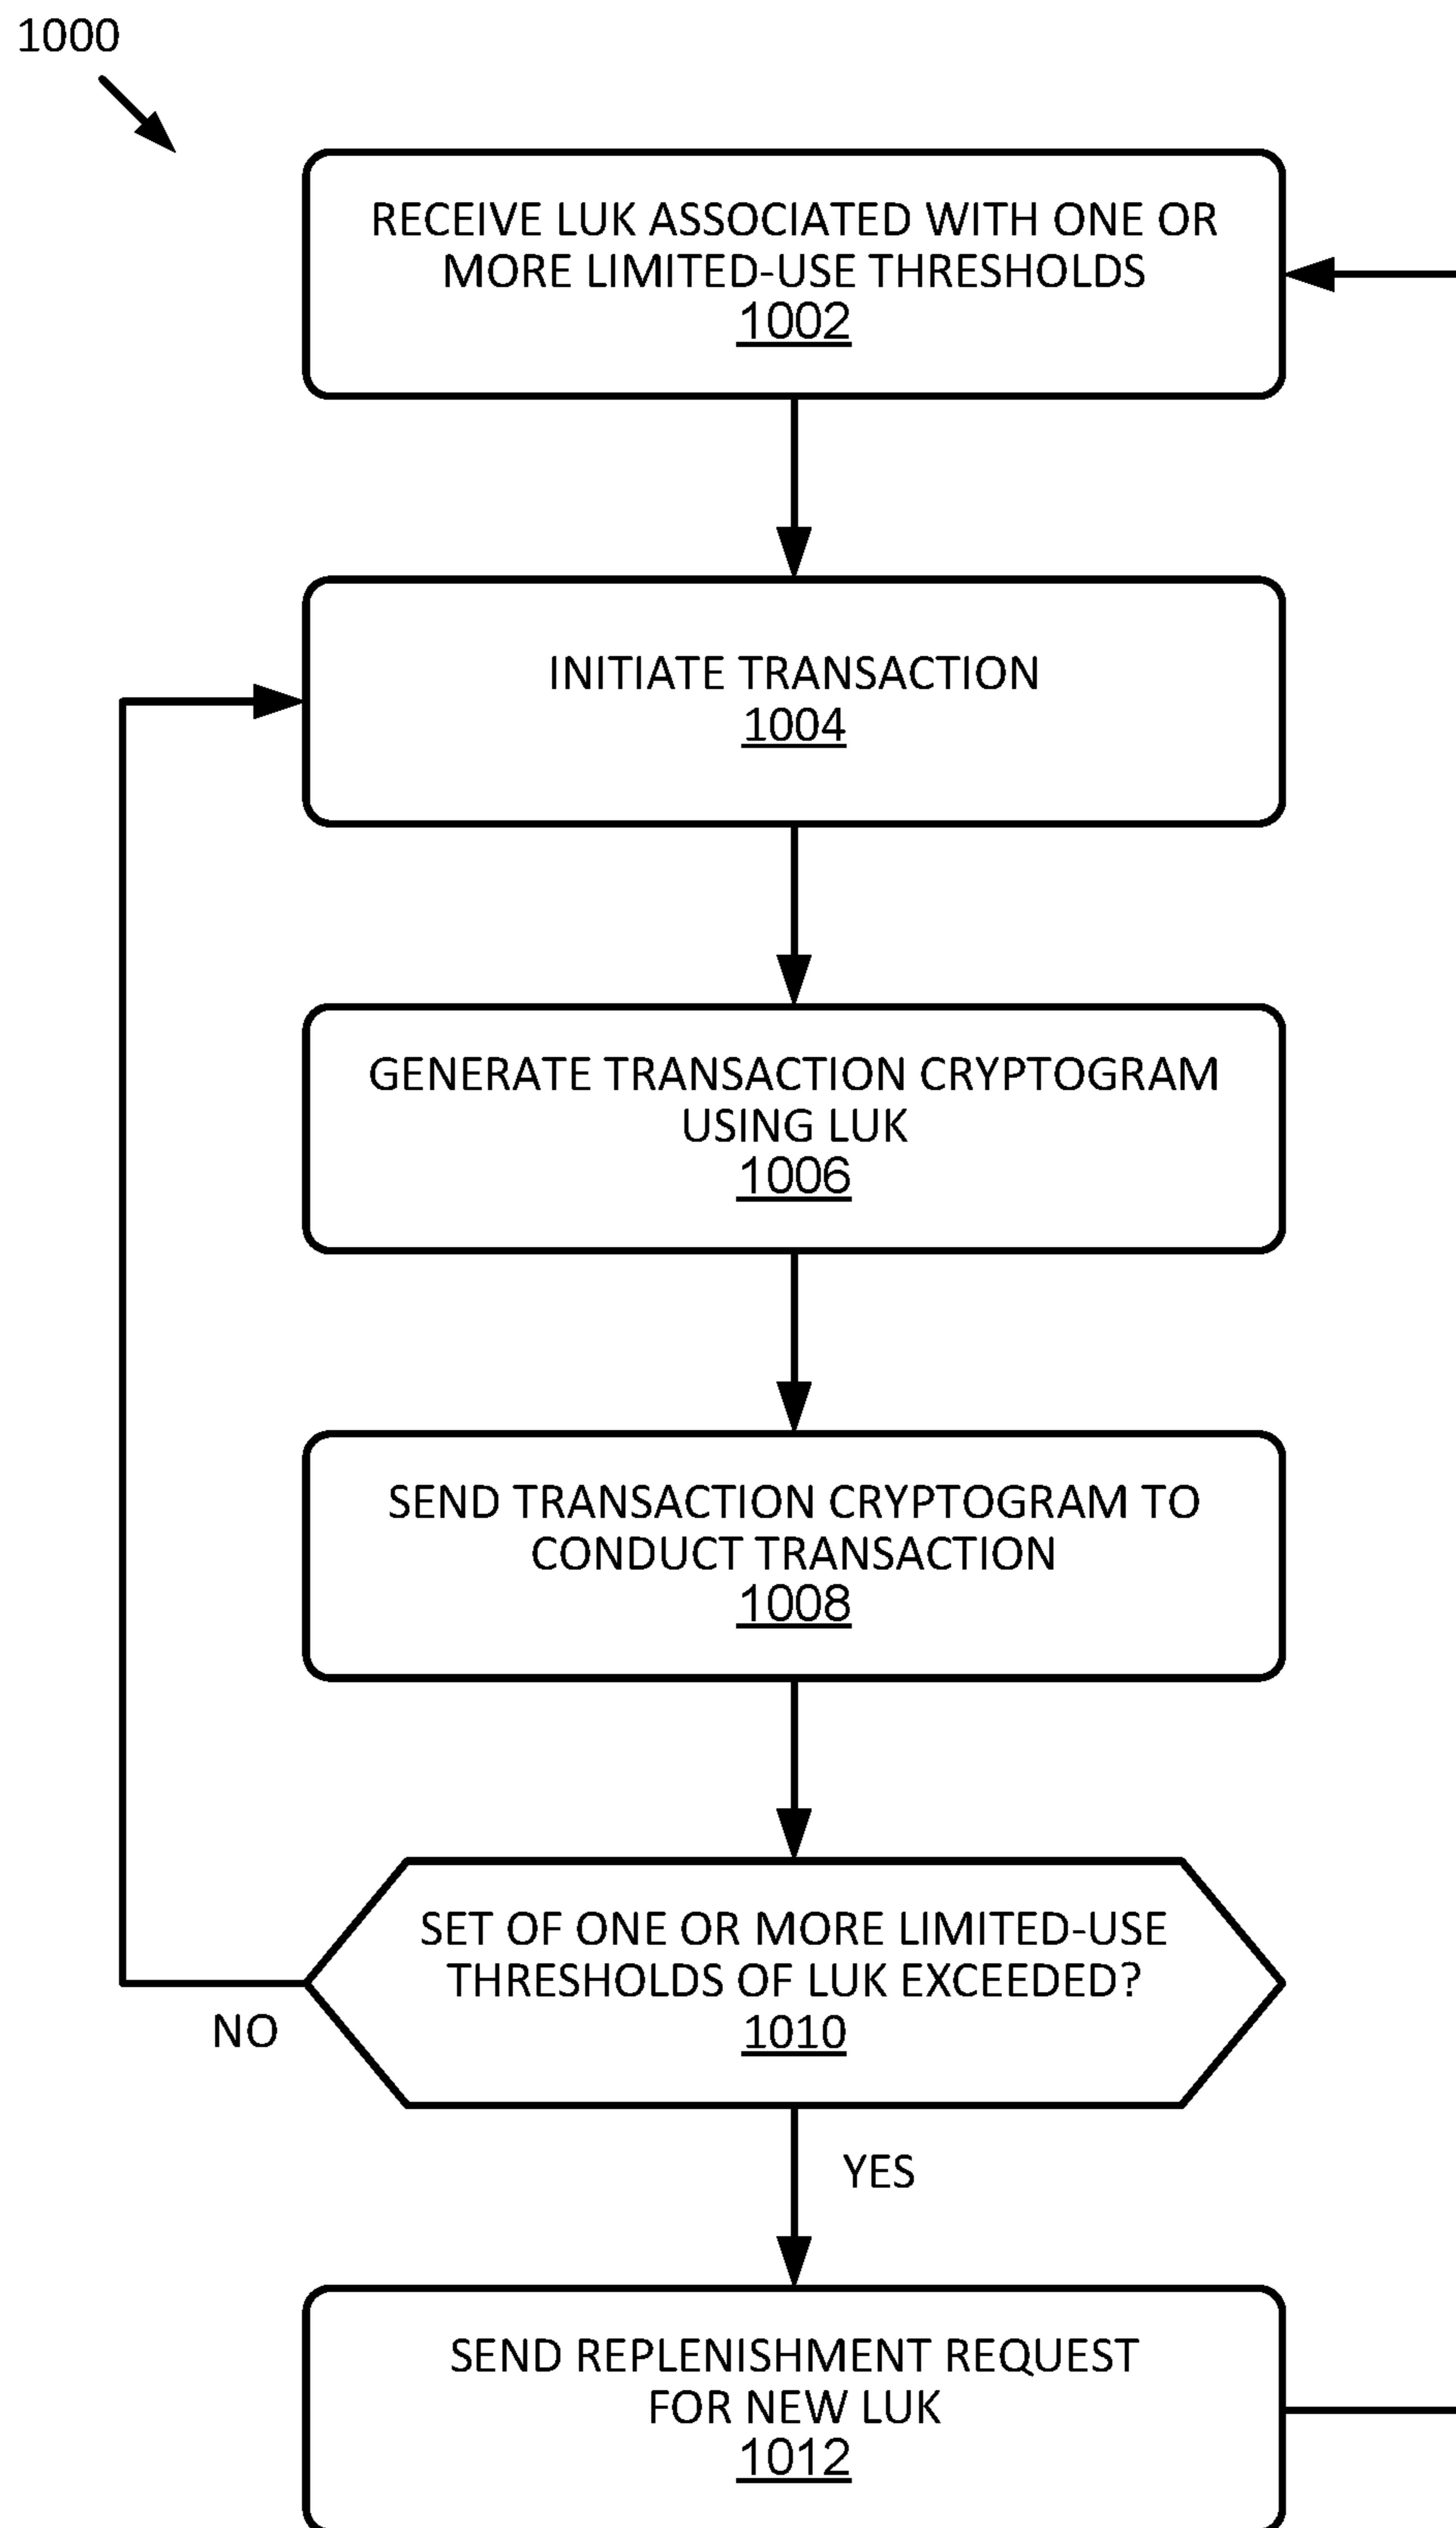 1000
RECEIVE LUK ASSOCIATED WITH ONE OR
MORE LIMITED-USE THRESHOLDS
1002
INITIATE TRANSACTION
1004
GENERATE TRANSACTION CRYPTOGRAM
USING LUK
1006
SEND TRANSACTION CRYPTOGRAM TO
CONDUCT TRANSACTION
1008
SET OF ONE OR MORE LIMITED-USE
THRESHOLDS OF LUK EXCEEDED?
1010
NO
YES
SEND REPLENISHMENT REQUEST
FOR NEW LUK
1012